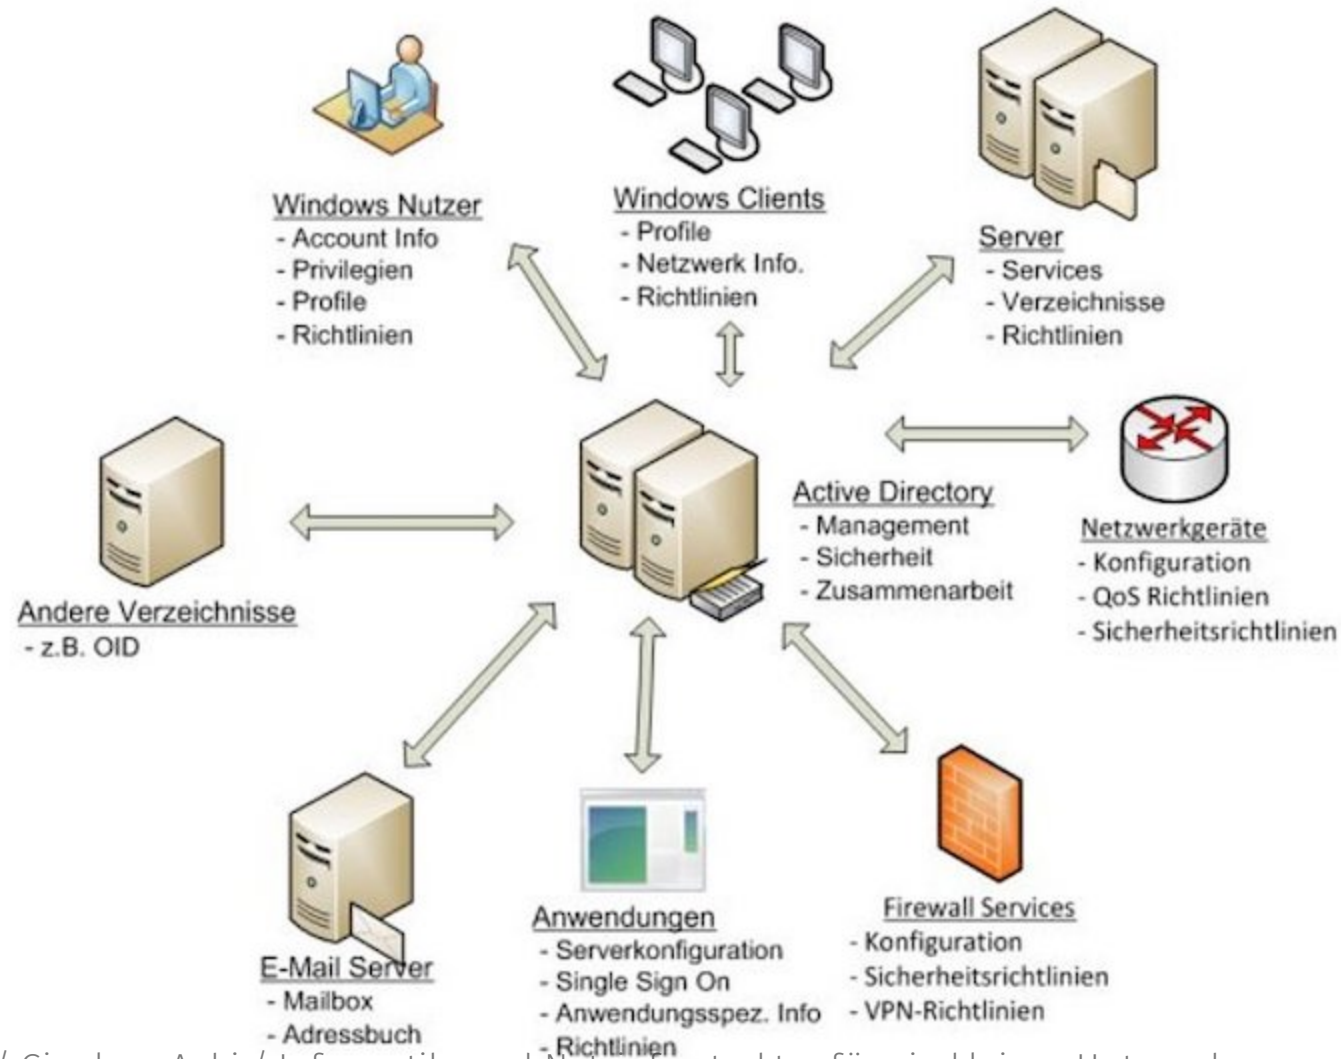 Windows Nutzer
- Account Info
- Privilegien
- Profile
- Richtlinien
Windows Clients
- Profile
- Netzwerk Info.
- Richtlinien
Server
- Services
- Verzeichnisse
- Richtlinien
Andere Verzeichnisse
- z.B. OID
Active Directory
- Management
- Sicherheit
- Zusammenarbeit
Netzwerkgeräte
- Konfiguration
- QoS Richtlinien
- Sicherheitsrichtlinien
E-Mail Server
- Mailbox
- Adressbuch
Anwendungen
- Serverkonfiguration
- Single Sign On
- Anwendungsspez. Info
- Richtlinien
Firewall Services
- Konfiguration
- Sicherheitsrichtlinien
- VPN-Richtlinien